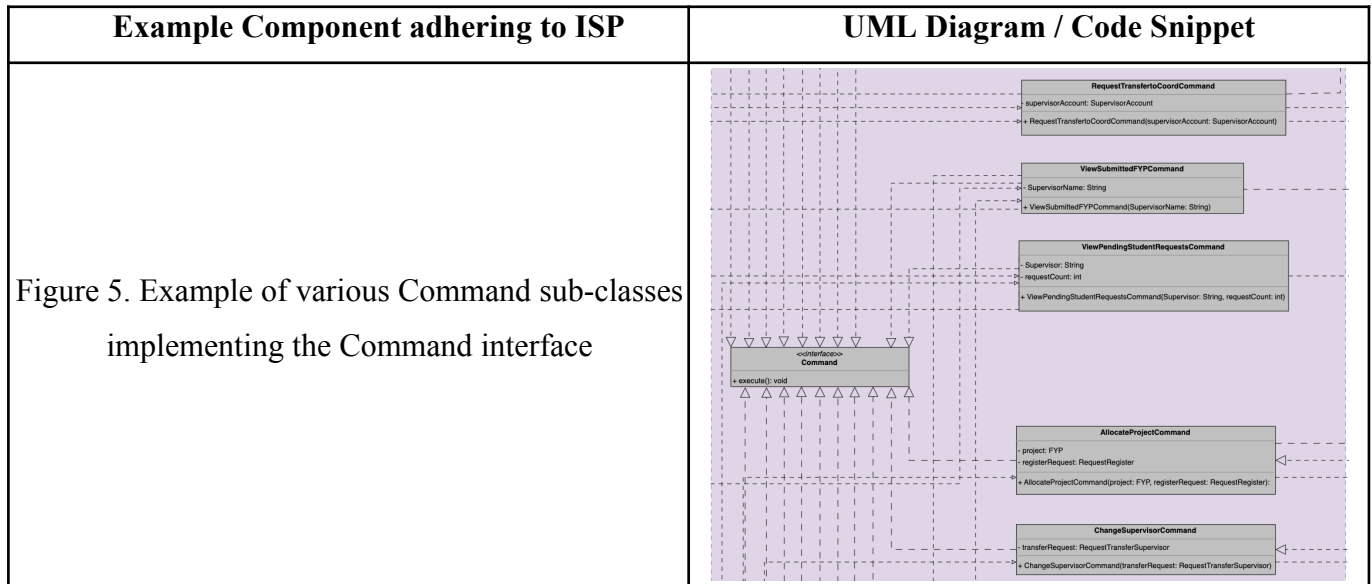 Example Component adhering to ISP
UML Diagram / Code Snippet
Figure 5. Example of various Command sub-classes
implementing the Command interface
RequestTransfertoCoordCommand
- supervisorAccount: SupervisorAccount
+ RequestTransfertoCoordCommand(supervisorAccount: SupervisorAccount)
ViewSubmittedFYPCommand
- SupervisorName: String
+ ViewSubmittedFYPCommand(SupervisorName: String)
ViewPendingStudentRequestsCommand
- Supervisor: String
- requestCount: int
+ ViewPendingStudentRequestsCommand(Supervisor: String, requestCount: int)
<<interface>>
Command
+ execute(): void
AllocateProjectCommand
- project: FYP
- registerRequest: RequestRegister
+ AllocateProjectCommand(project: FYP, registerRequest: RequestRegister):
ChangeSupervisorCommand
- transferRequest: RequestTransferSupervisor
+ ChangeSupervisorCommand(transferRequest: RequestTransferSupervisor)